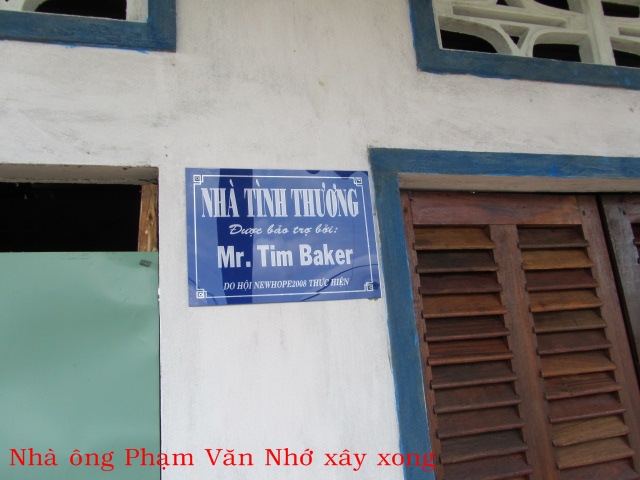 NHÀ TÌNH THƯƠNG
Được bảo trợ bởi:
Mr. Tim Baker
DO HỘI NEWHOPE2008 THỰC HIỆN
Nhà ông Phạm Văn Nhớ xây xong